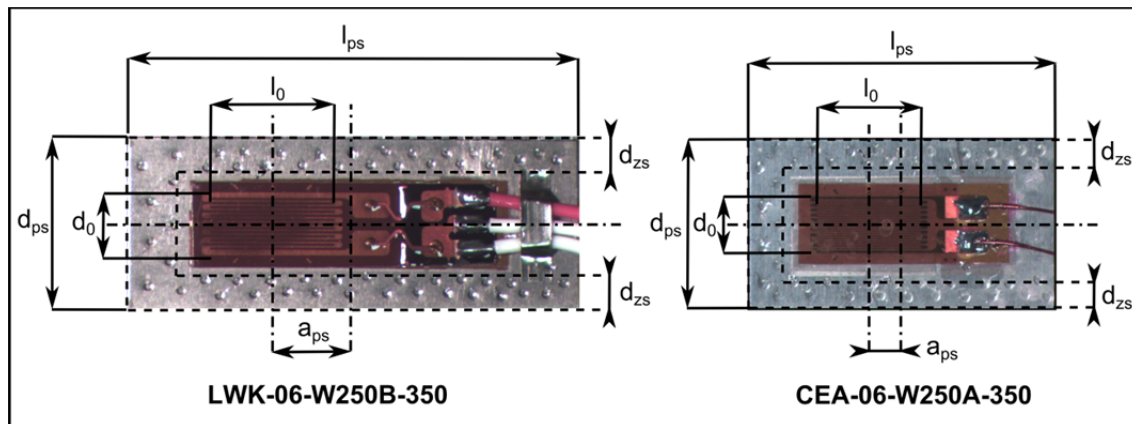 l_ps
l_0
d_zs
d_ps
d_0
d_zs
a_ps
LWK-06-W250B-350
l_ps
l_0
d_zs
d_ps
d_0
d_zs
a_ps
CEA-06-W250A-350